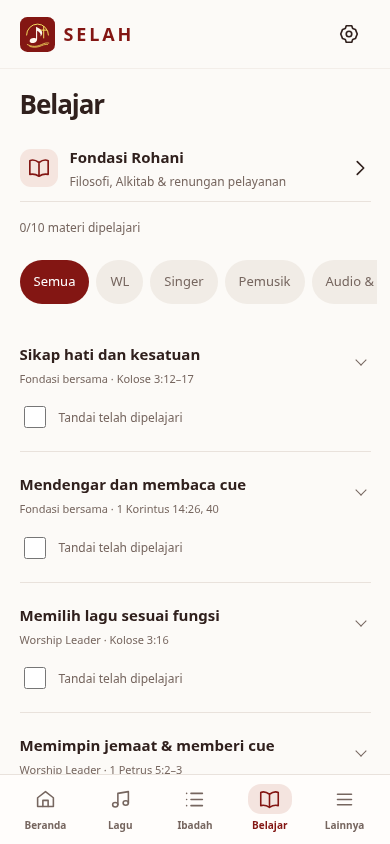 SELAH
Belajar
Fondasi Rohani
Filosofi, Alkitab & renungan pelayanan
0/10 materi dipelajari
Semua WL Singer Pemusik Audio &
Sikap hati dan kesatuan
Fondasi bersama · Kolose 3:12–17
Tandai telah dipelajari
Mendengar dan membaca cue
Fondasi bersama · 1 Korintus 14:26, 40
Tandai telah dipelajari
Memilih lagu sesuai fungsi
Worship Leader · Kolose 3:16
Tandai telah dipelajari
Memimpin jemaat & memberi cue
Worship Leader · 1 Petrus 5:2–3
Beranda Lagu Ibadah Belajar Lainnya